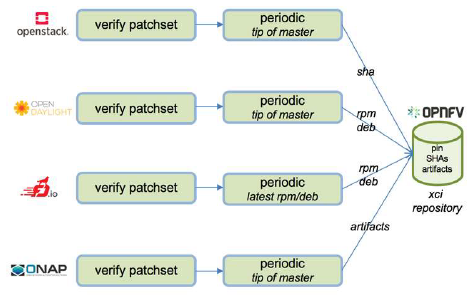 openstack.
verify patchset
periodic
tip of master
sha
OPEN
DAYLIGHT
verify patchset
periodic
tip of master
rpm
deb
OPNFV
pin
SHAs
artifacts
xci
repository
.io
verify patchset
periodic
latest rpm/deb
rpm
deb
artifacts
ONAP
verify patchset
periodic
tip of master